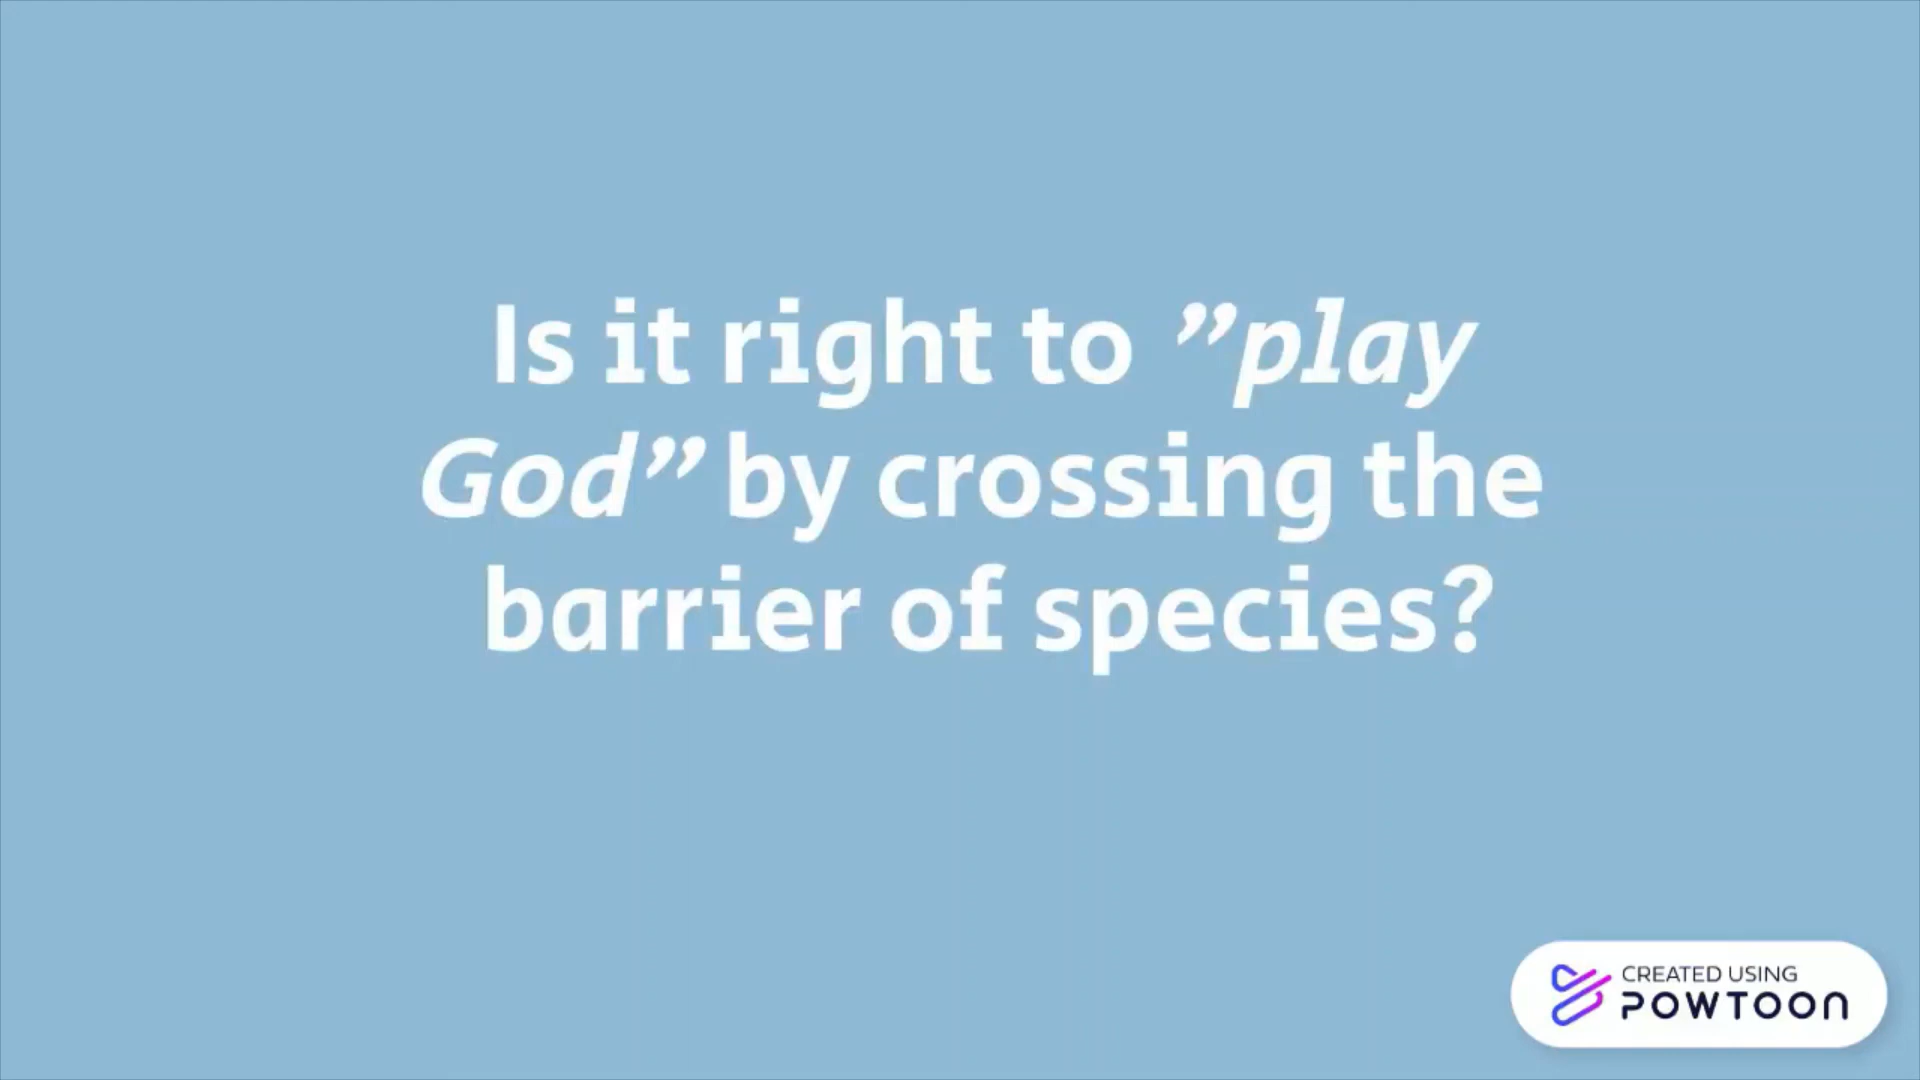 Is it right to ”play
God” by crossing the
barrier of species?
CREATED USING
POWTOON